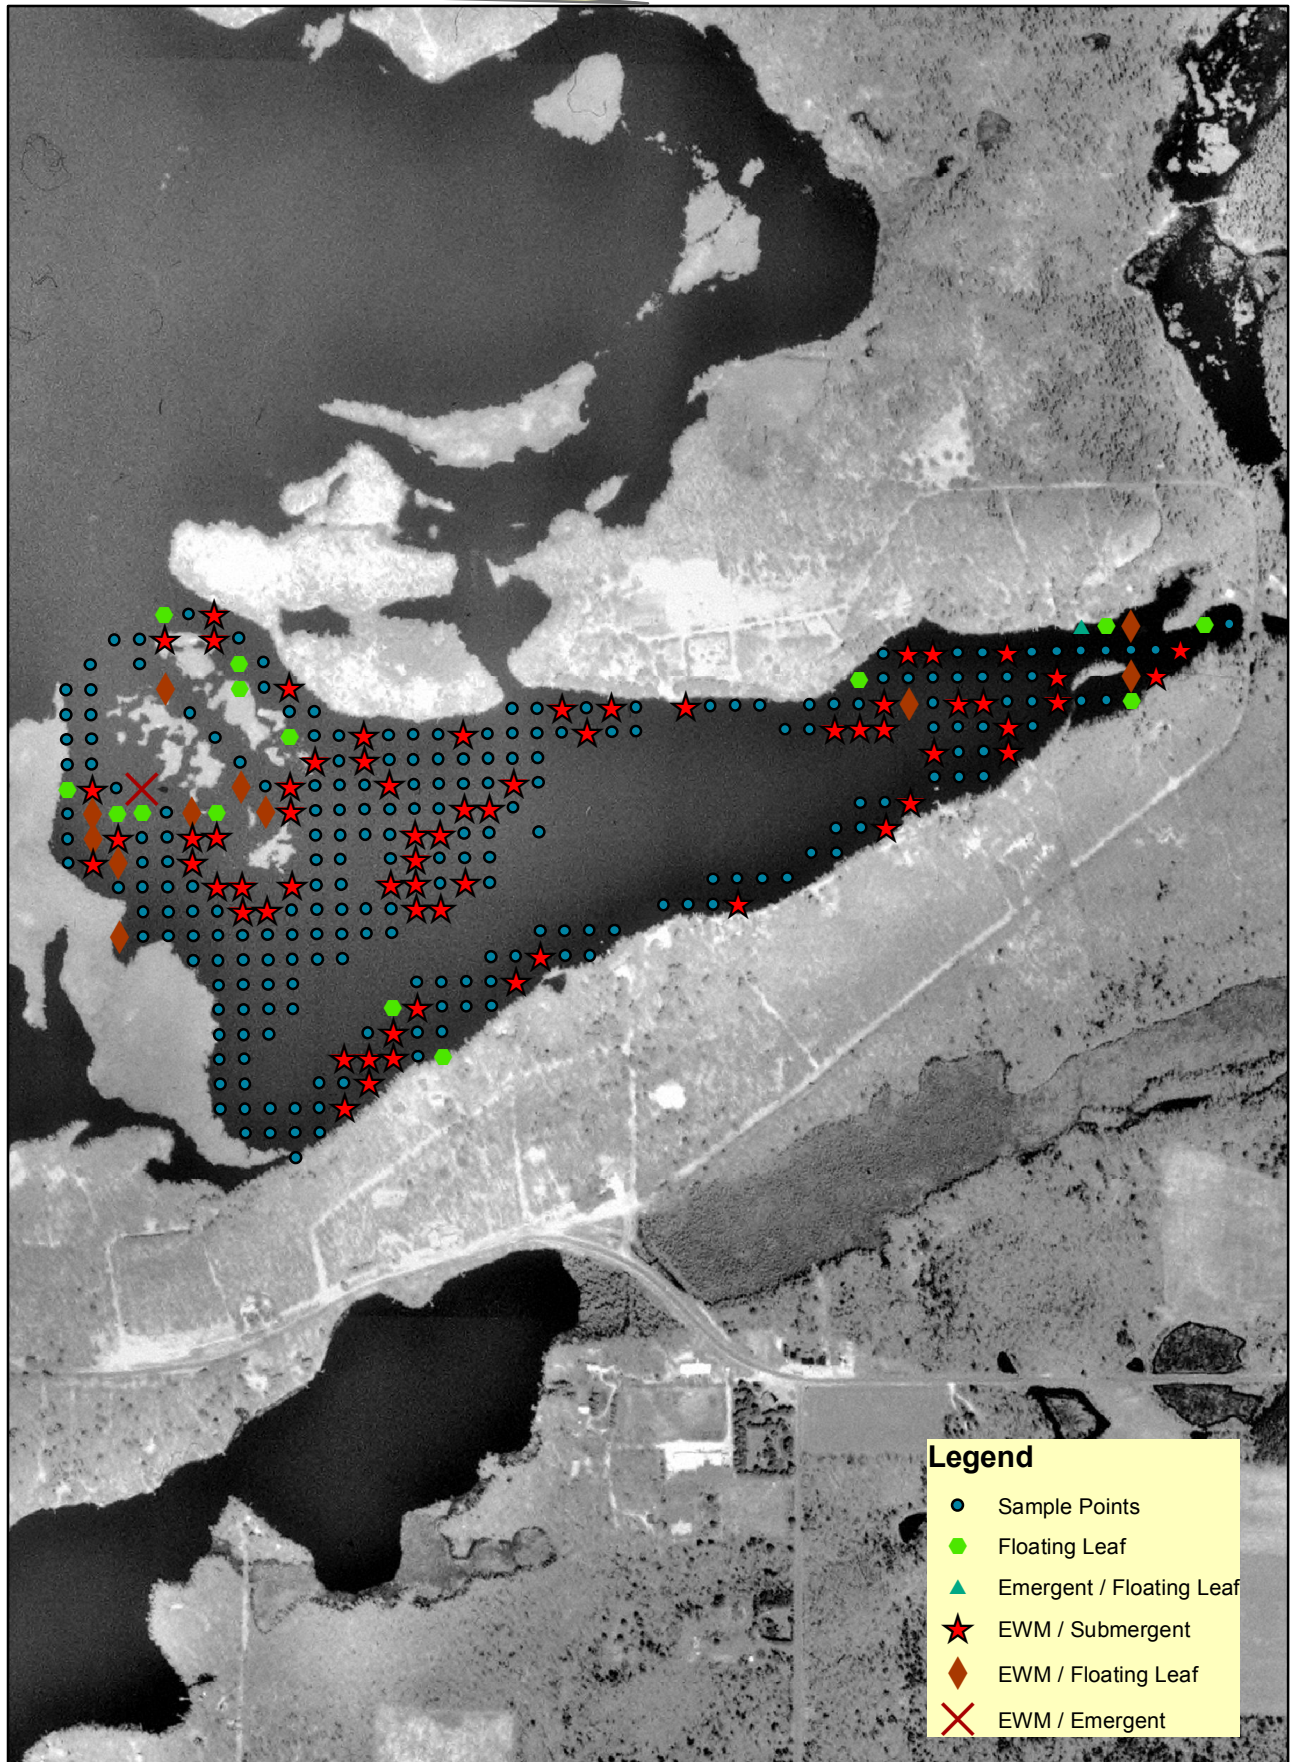 Legend
Sample Points
Floating Leaf
Emergent / Floating Leaf
EWM / Submergent
EWM / Floating Leaf
EWM / Emergent